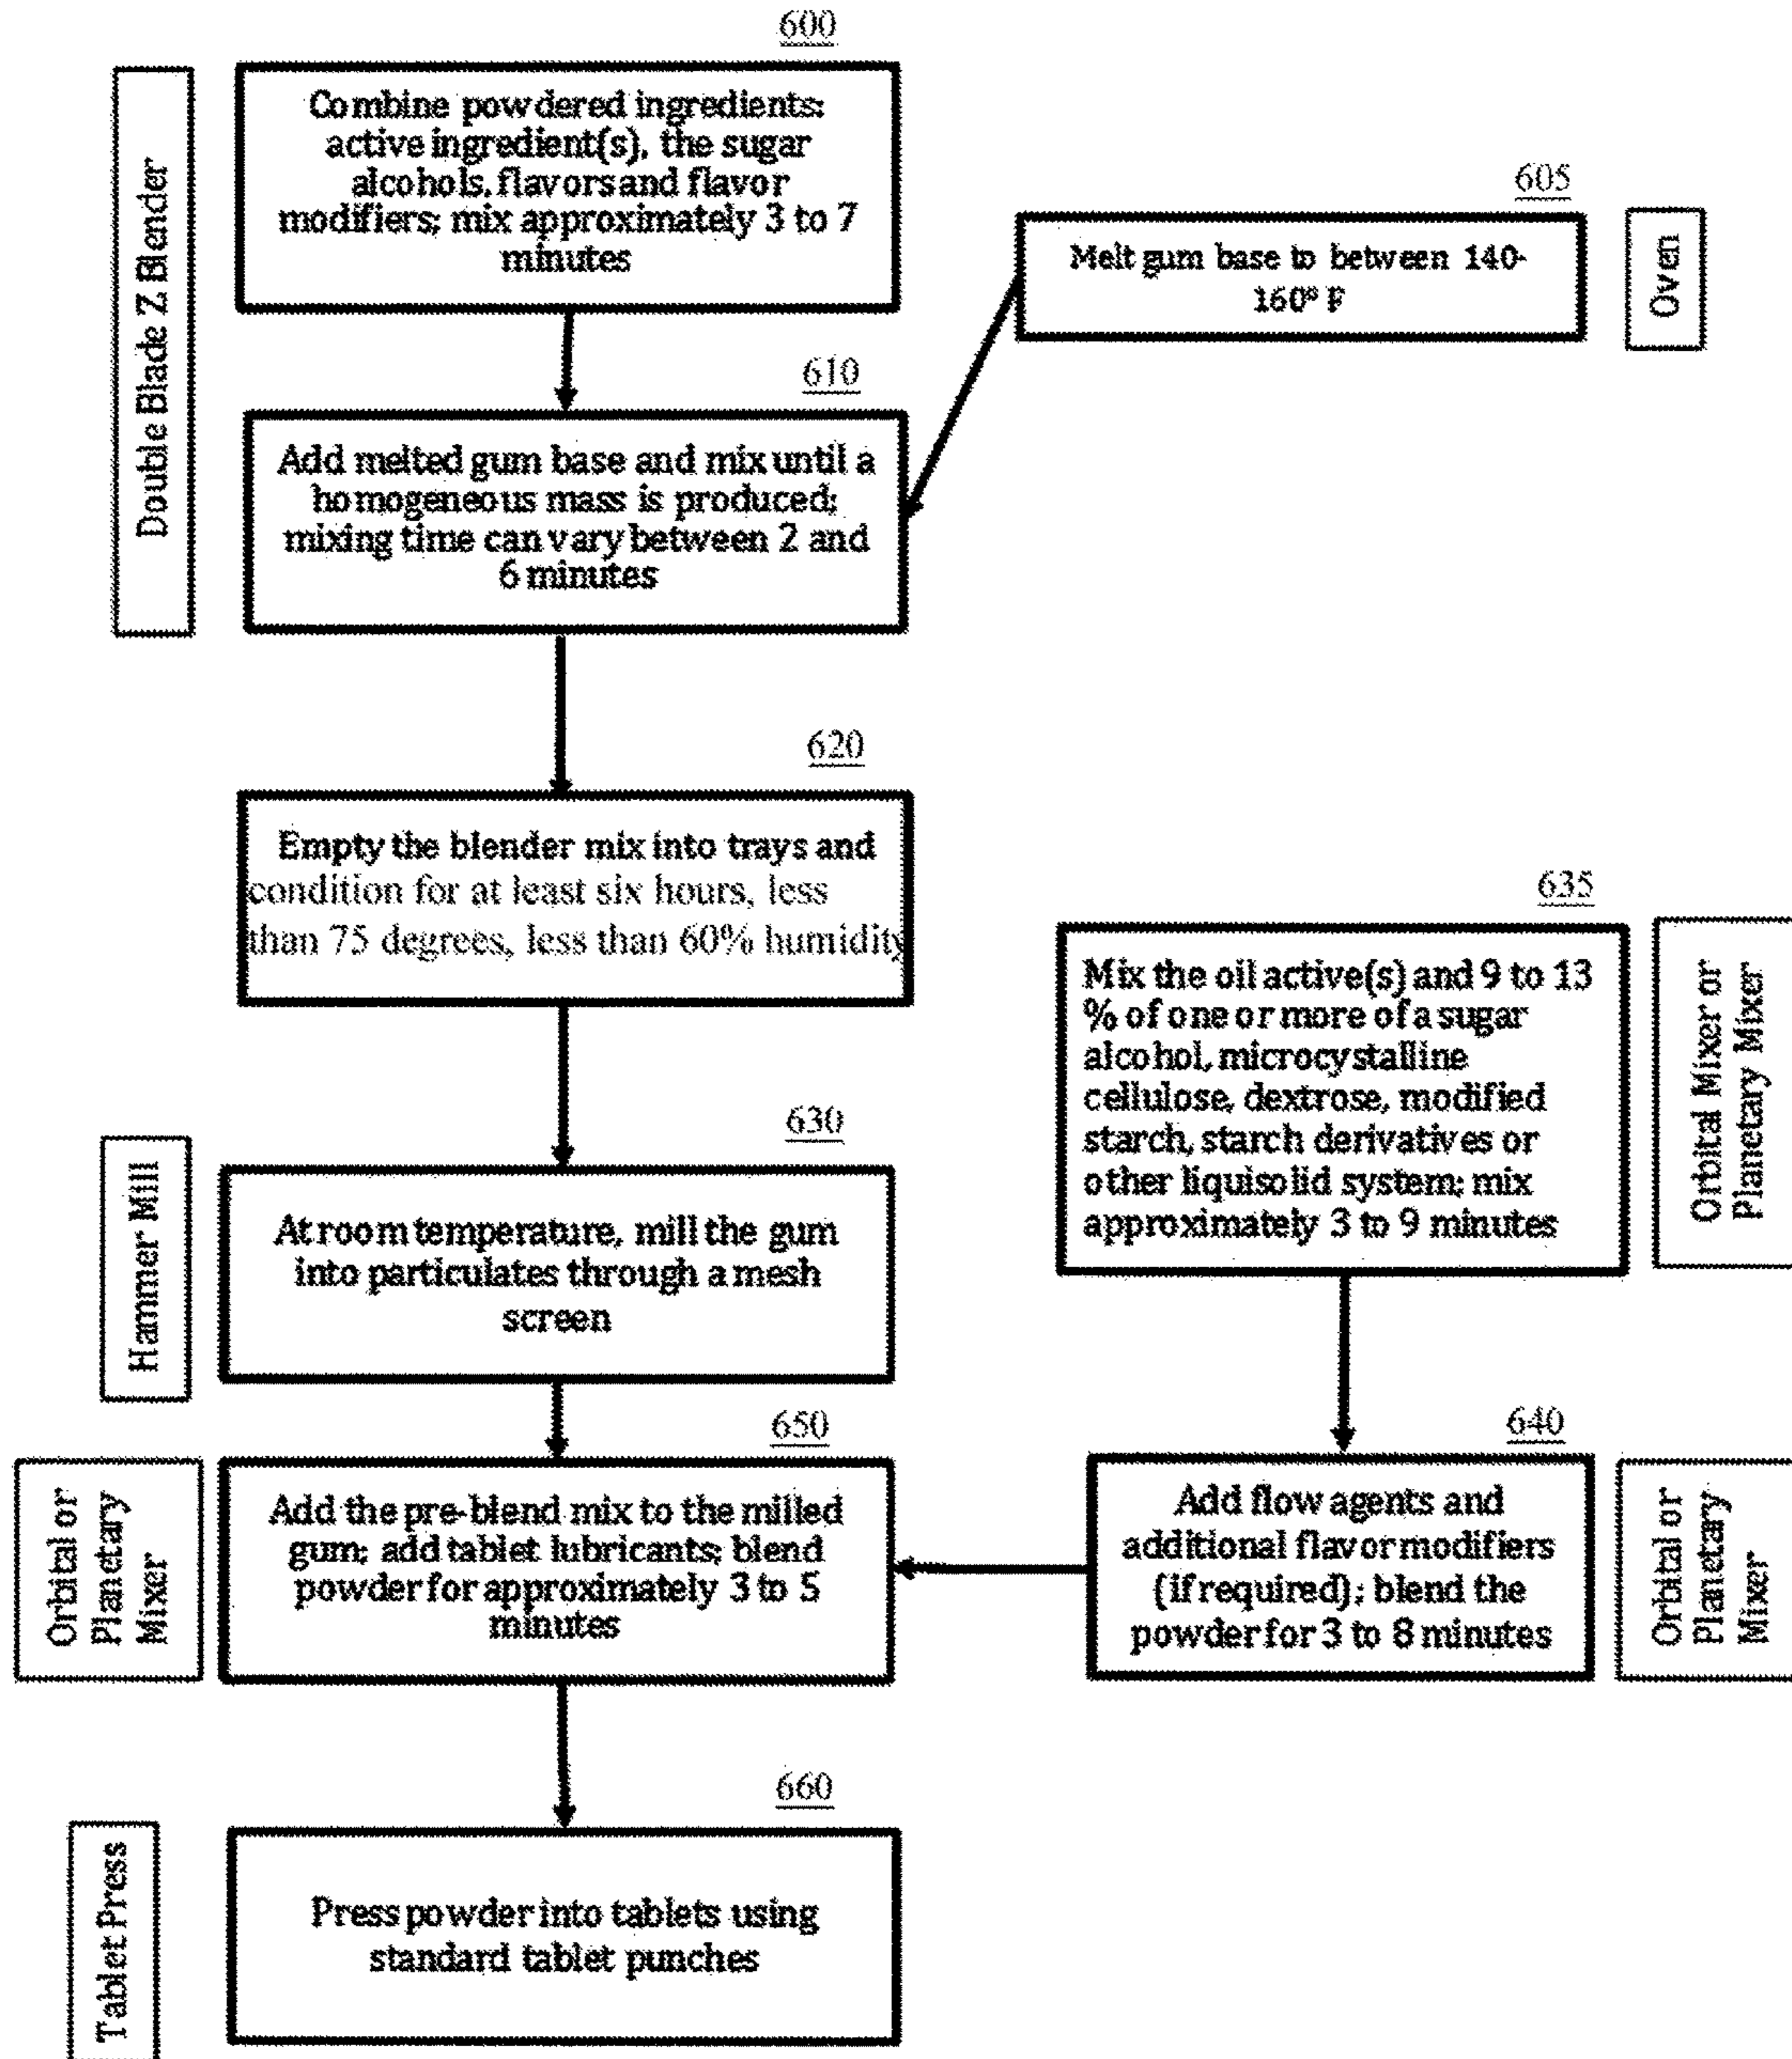 600
Double Blade Z Blender
Combine powdered ingredients:
active ingredient(s), the sugar
alcohols, flavors and flavor
modifiers; mix approximately 3 to 7
minutes
605
Melt gum base to between 140-
160° F
Oven
610
Add melted gum base and mix until a
homogeneous mass is produced;
mixing time can vary between 2 and
6 minutes
620
Empty the blender mix into trays and
condition for at least six hours, less
than 75 degrees, less than 60% humidity
635
Mix the oil active(s) and 9 to 13
% of one or more of a sugar
alcohol, microcystalline
cellulose, dextrose, modified
starch, starch derivatives or
other liquisolid system; mix
approximately 3 to 9 minutes
Orbital Mixer or
Planetary Mixer
630
Hammer Mill
At room temperature, mill the gum
into particulates through a mesh
screen
650
Orbital or
Planetary
Mixer
Add the pre-blend mix to the milled
gum; add tablet lubricants; blend
powder for approximately 3 to 5
minutes
640
Add flow agents and
additional flavor modifiers
(if required); blend the
powder for 3 to 8 minutes
Orbital or
Planetary
Mixer
660
Tablet Press
Press powder into tablets using
standard tablet punches